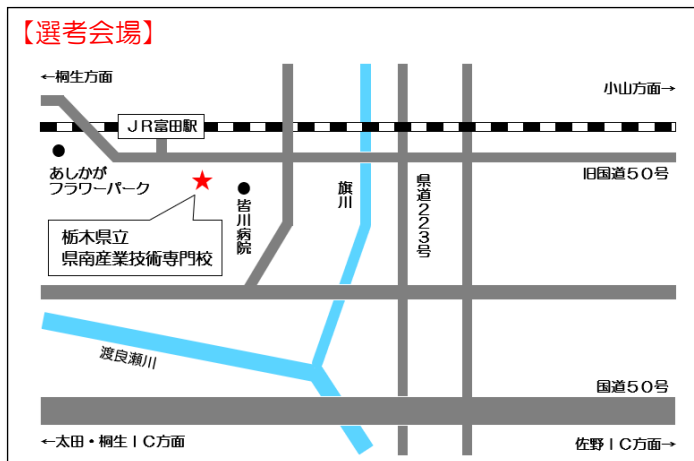 【選考会場】
←桐生方面
小山方面→
ＪＲ富田駅
あしかが
フラワーパーク
旧国道５０号
皆川病院
旗川
県道２２３号
栃木県立
県南産業技術専門校
渡良瀬川
国道５０号
←太田・桐生ＩＣ方面
佐野ＩＣ方面→